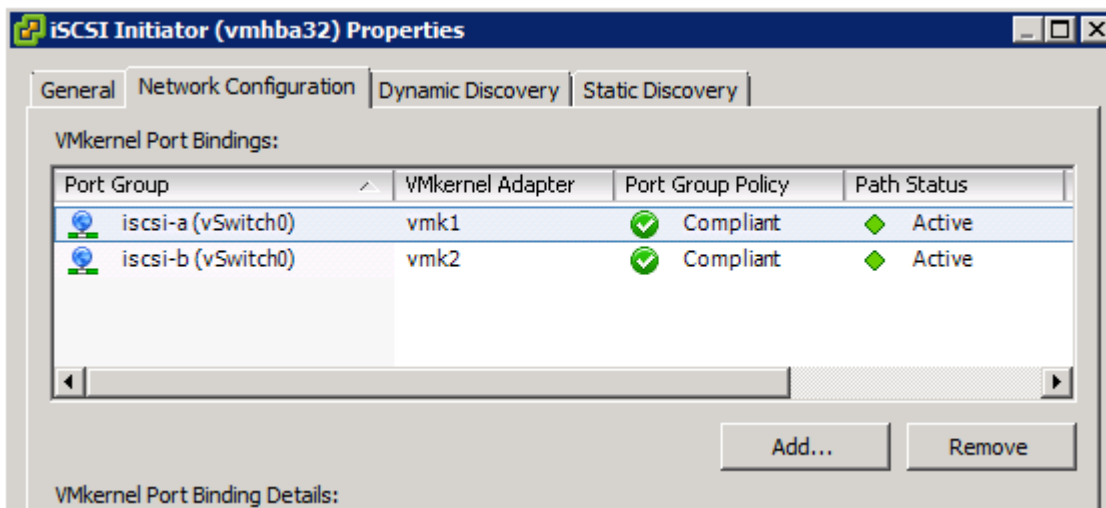 iSCSI Initiator (vmhba32) Properties
General Network Configuration Dynamic Discovery Static Discovery
VMkernel Port Bindings:
Port Group VMkernel Adapter Port Group Policy Path Status
iscsi-a (vSwitch0) vmk1 Compliant Active
iscsi-b (vSwitch0) vmk2 Compliant Active
Add... Remove
VMkernel Port Binding Details: